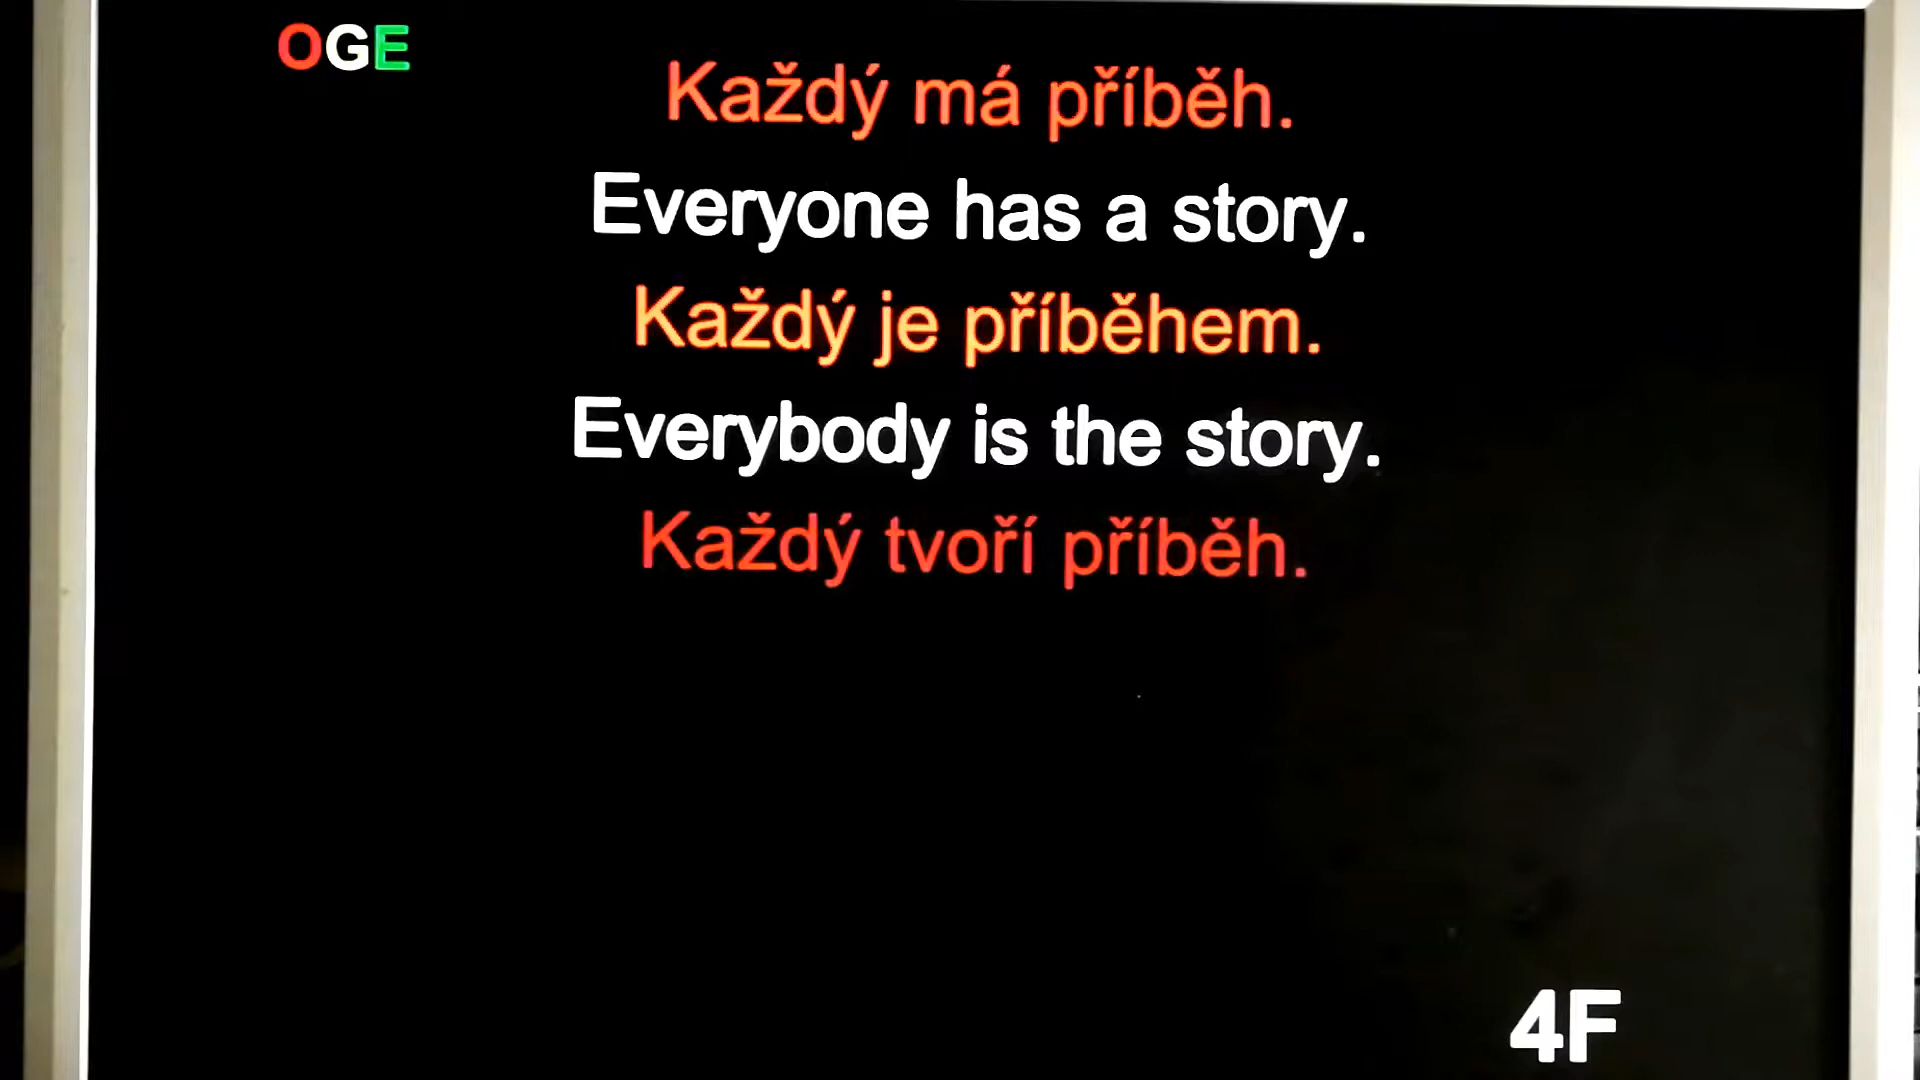 OGE
Každý má příběh.
Everyone has a story.
Každý je příběhem.
Everybody is the story.
Každý tvoří příběh.
4F